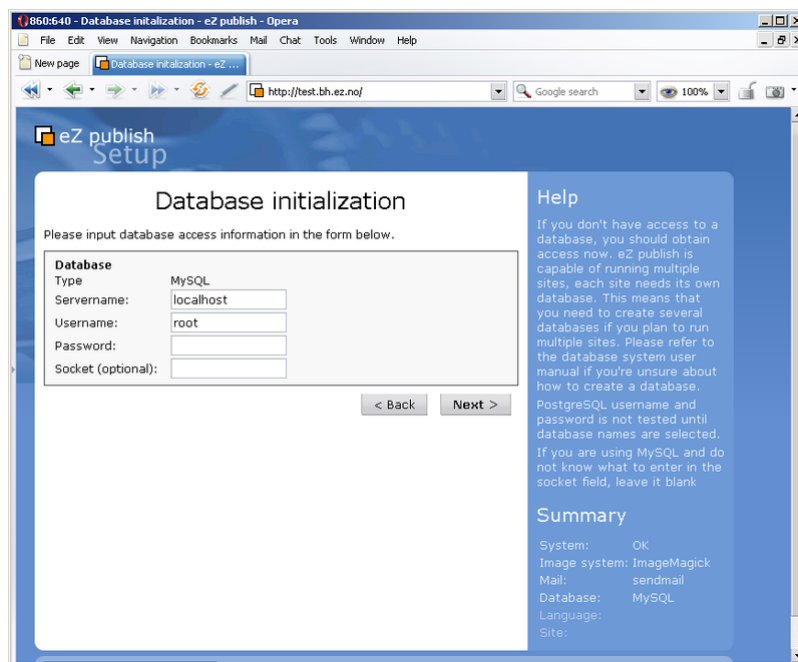 860:640 - Database initalization - eZ publish - Opera
File Edit View Navigation Bookmarks Mail Chat Tools Window Help
New page
Database initalization - eZ ...
http://test.bh.ez.no/
Google search
100%
eZ publish
Setup
Database initialization
Please input database access information in the form below.
Database
Type MySQL
Servername: localhost
Username: root
Password:
Socket (optional):
< Back Next >
Help
If you don't have access to a
database, you should obtain
access now. eZ publish is
capable of running multiple
sites, each site needs its own
database. This means that
you need to create several
databases if you plan to run
multiple sites. Please refer to
the database system user
manual if you're unsure about
how to create a database.
PostgreSQL username and
password is not tested until
database names are selected.
If you are using MySQL and do
not know what to enter in the
socket field, leave it blank
Summary
System: OK
Image system: ImageMagick
Mail: sendmail
Database: MySQL
Language:
Site: